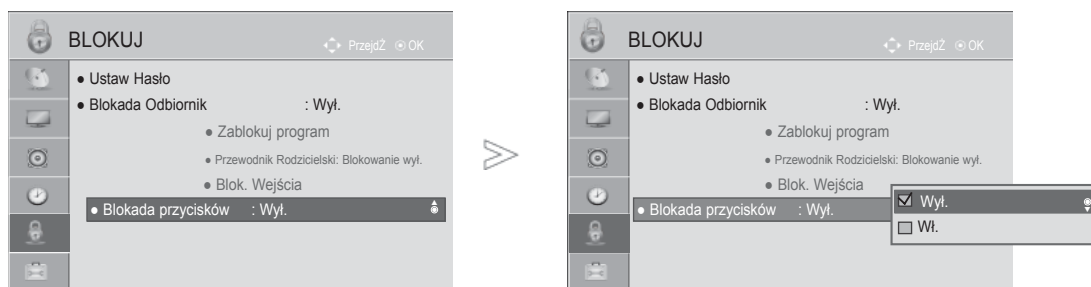 BLOKUJ
PrzejdŹ OK
● Ustaw Hasło
● Blokada Odbiornik : Wył.
● Zablokuj program
● Przewodnik Rodzicielski: Blokowanie wył.
● Blok. Wejścia
● Blokada przycisków : Wył.
BLOKUJ
PrzejdŹ OK
● Ustaw Hasło
● Blokada Odbiornik : Wył.
● Zablokuj program
● Przewodnik Rodzicielski: Blokowanie wył.
● Blok. Wejścia
● Blokada przycisków : Wył.
Wył.
Wł.